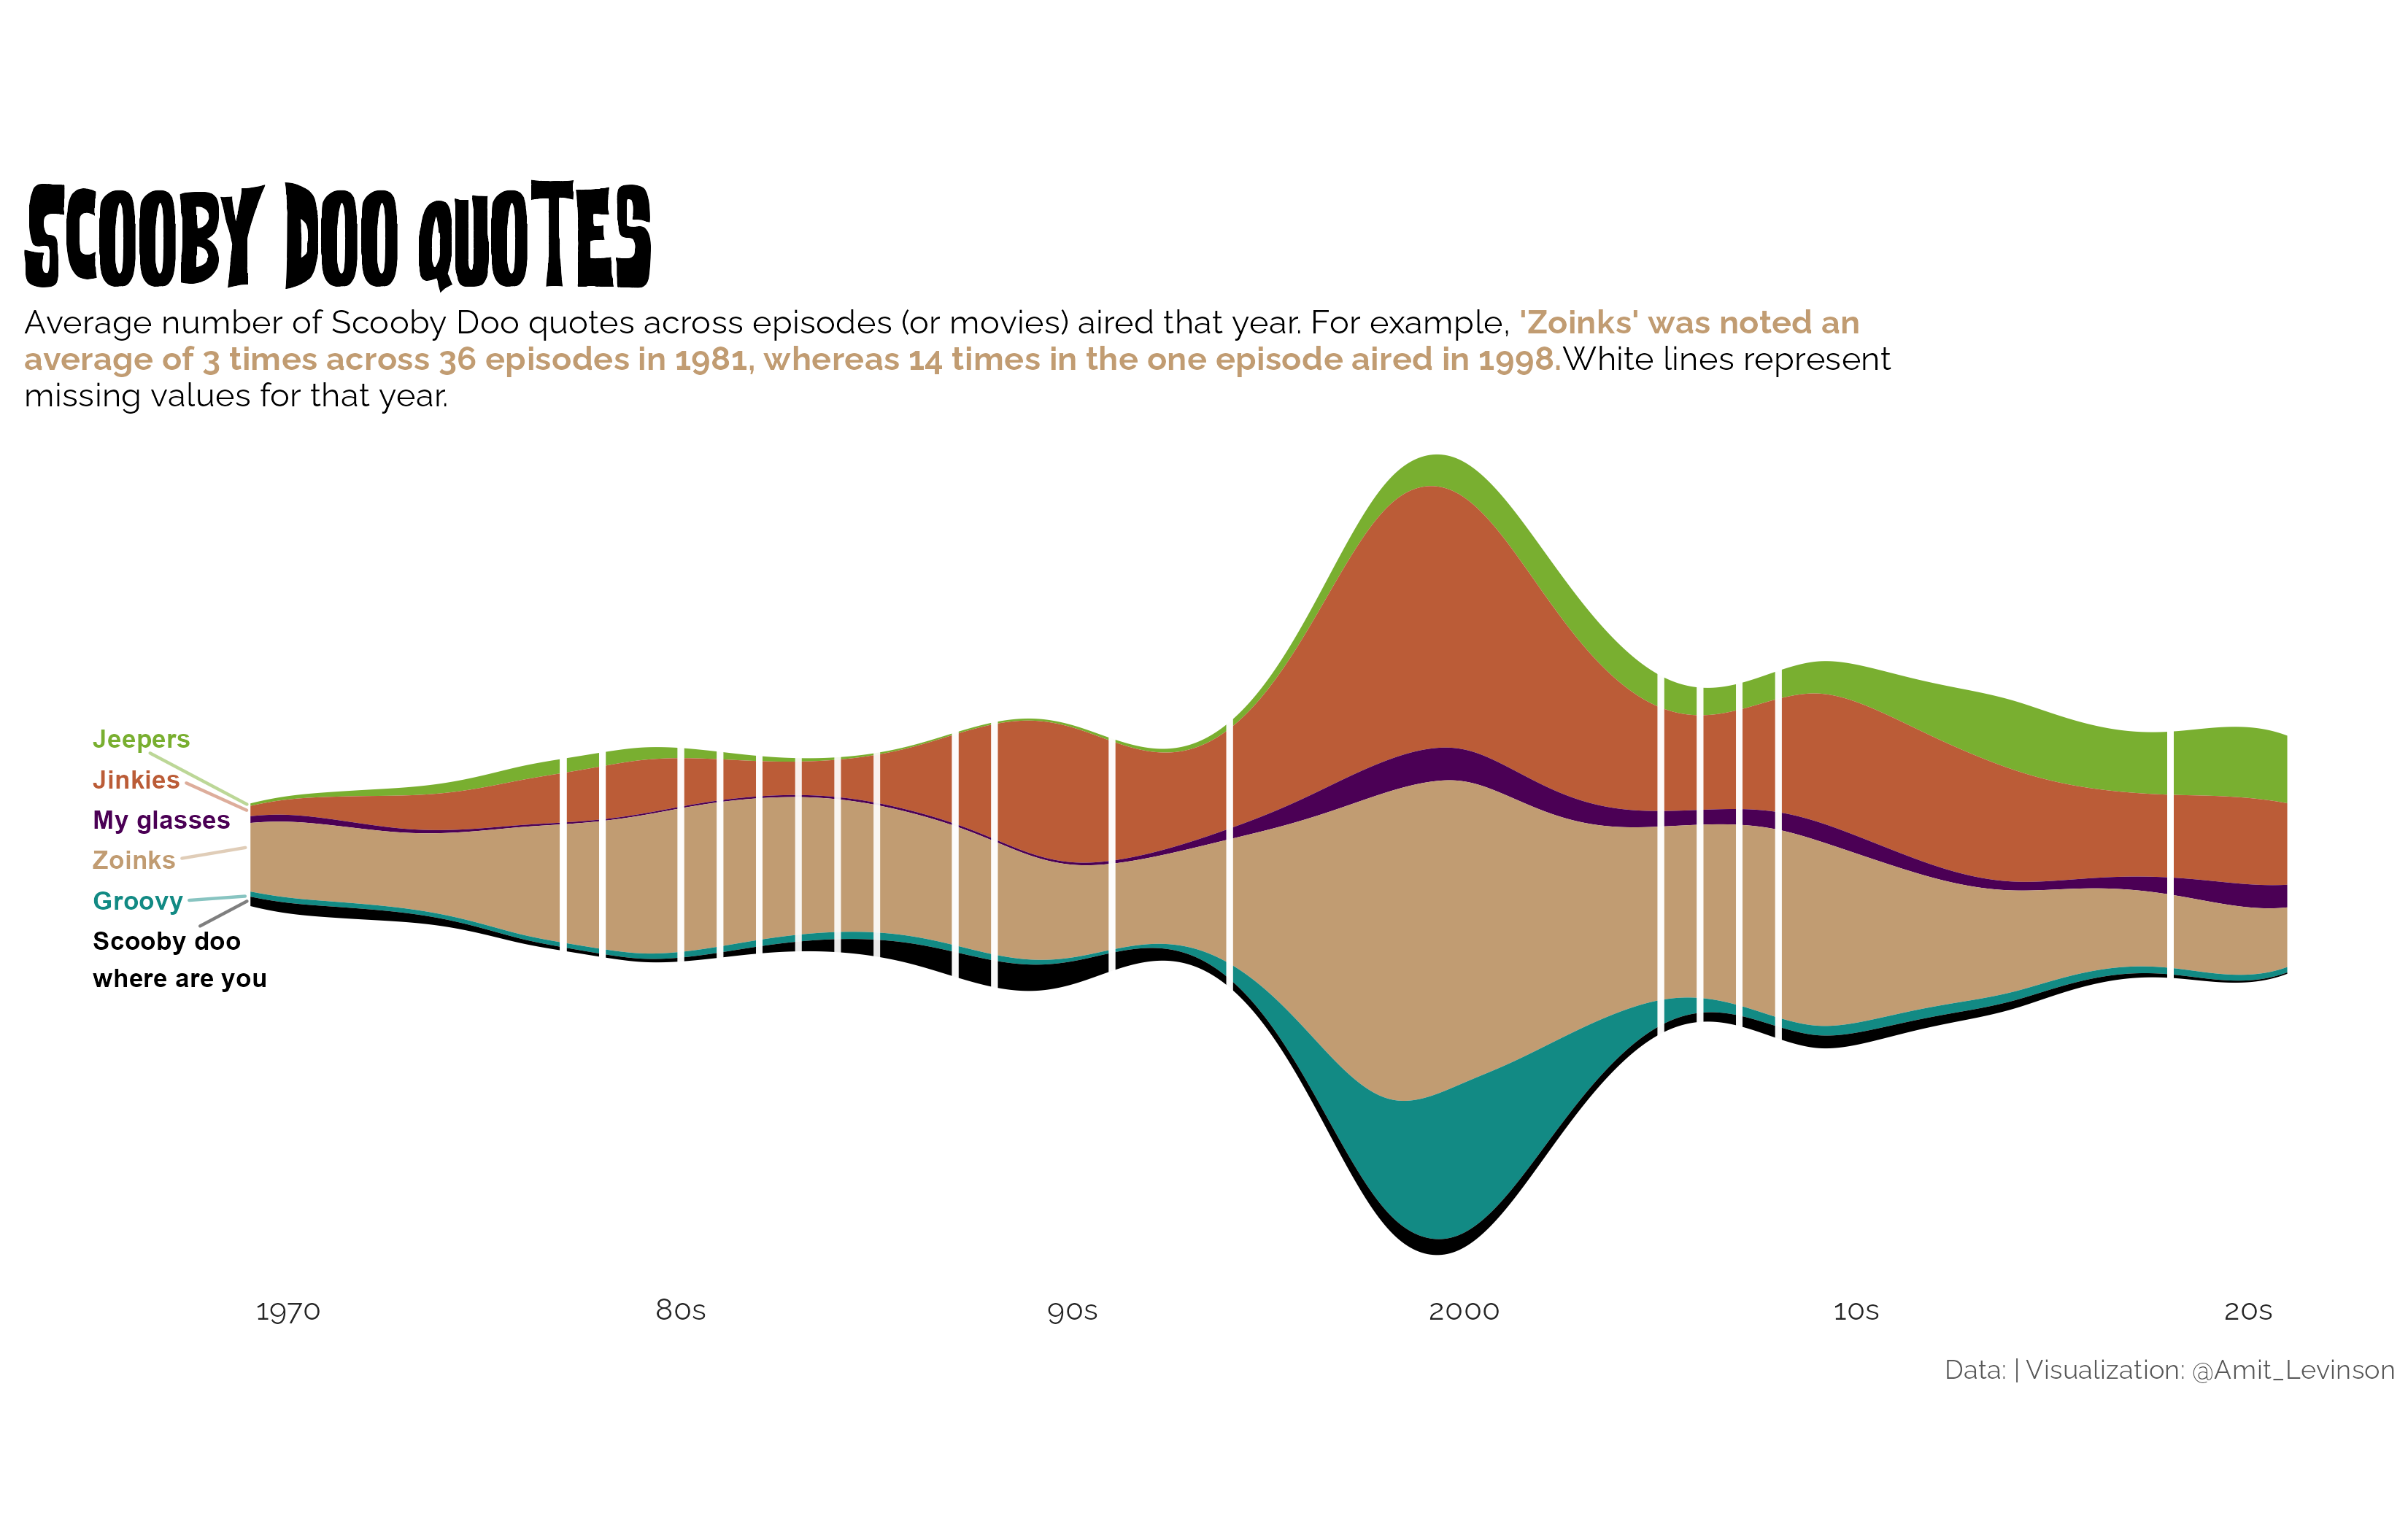 SCOOBY DOO QUOTES
Average number of Scooby Doo quotes across episodes (or movies) aired that year. For example, 'Zoinks' was noted an
average of 3 times across 36 episodes in 1981, whereas 14 times in the one episode aired in 1998.White lines represent
missing values for that year.
Jeepers
Jinkies
My glasses
Zoinks
Groovy
Scooby doo
where are you
1970 80s 90s 2000 10s 20s
Data: | Visualization: @Amit_Levinson